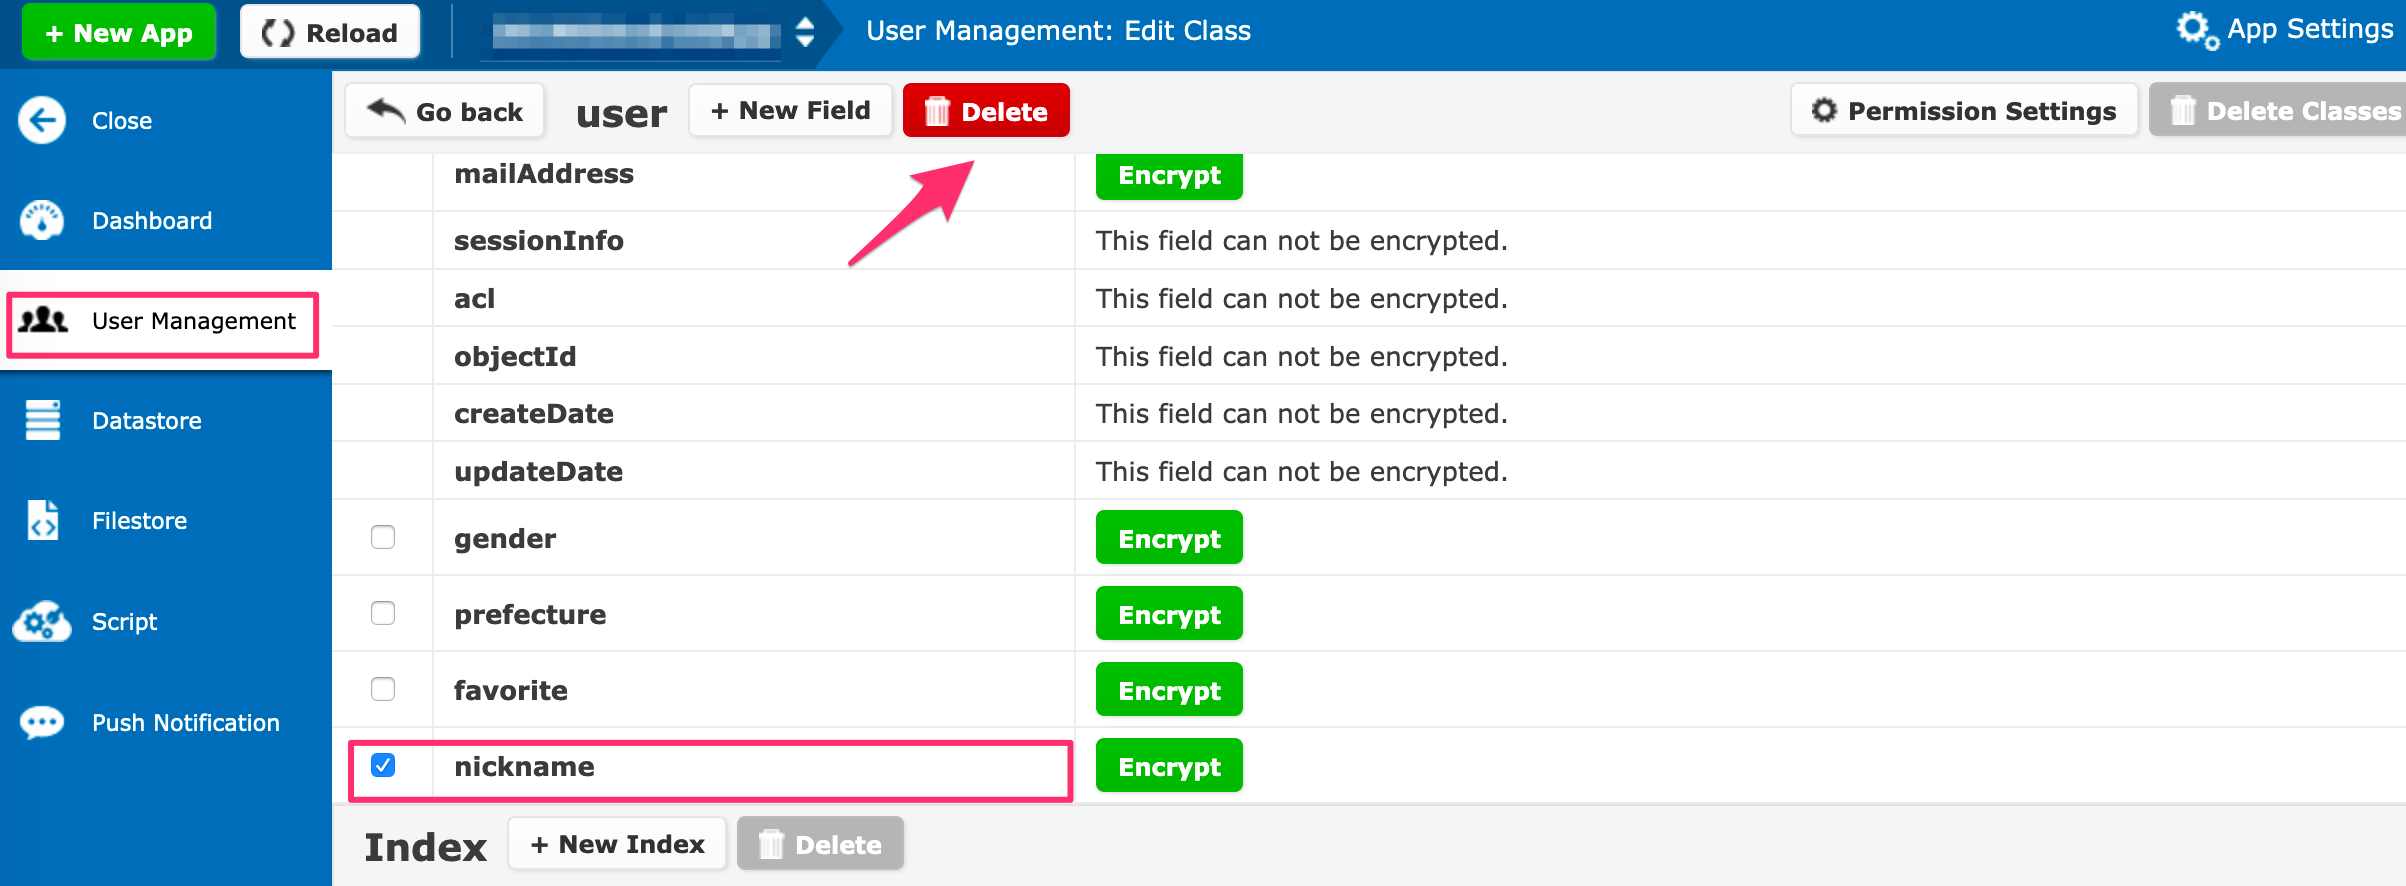 + New App
Reload
User Management: Edit Class
App Settings
Close
Dashboard
User Management
Datastore
Filestore
Script
Push Notification
Go back
user
+ New Field
Delete
Permission Settings
Delete Classes
mailAddress
Encrypt
sessionInfo
This field can not be encrypted.
acl
This field can not be encrypted.
objectId
This field can not be encrypted.
createDate
This field can not be encrypted.
updateDate
This field can not be encrypted.
gender
Encrypt
prefecture
Encrypt
favorite
Encrypt
nickname
Encrypt
Index
+ New Index
Delete